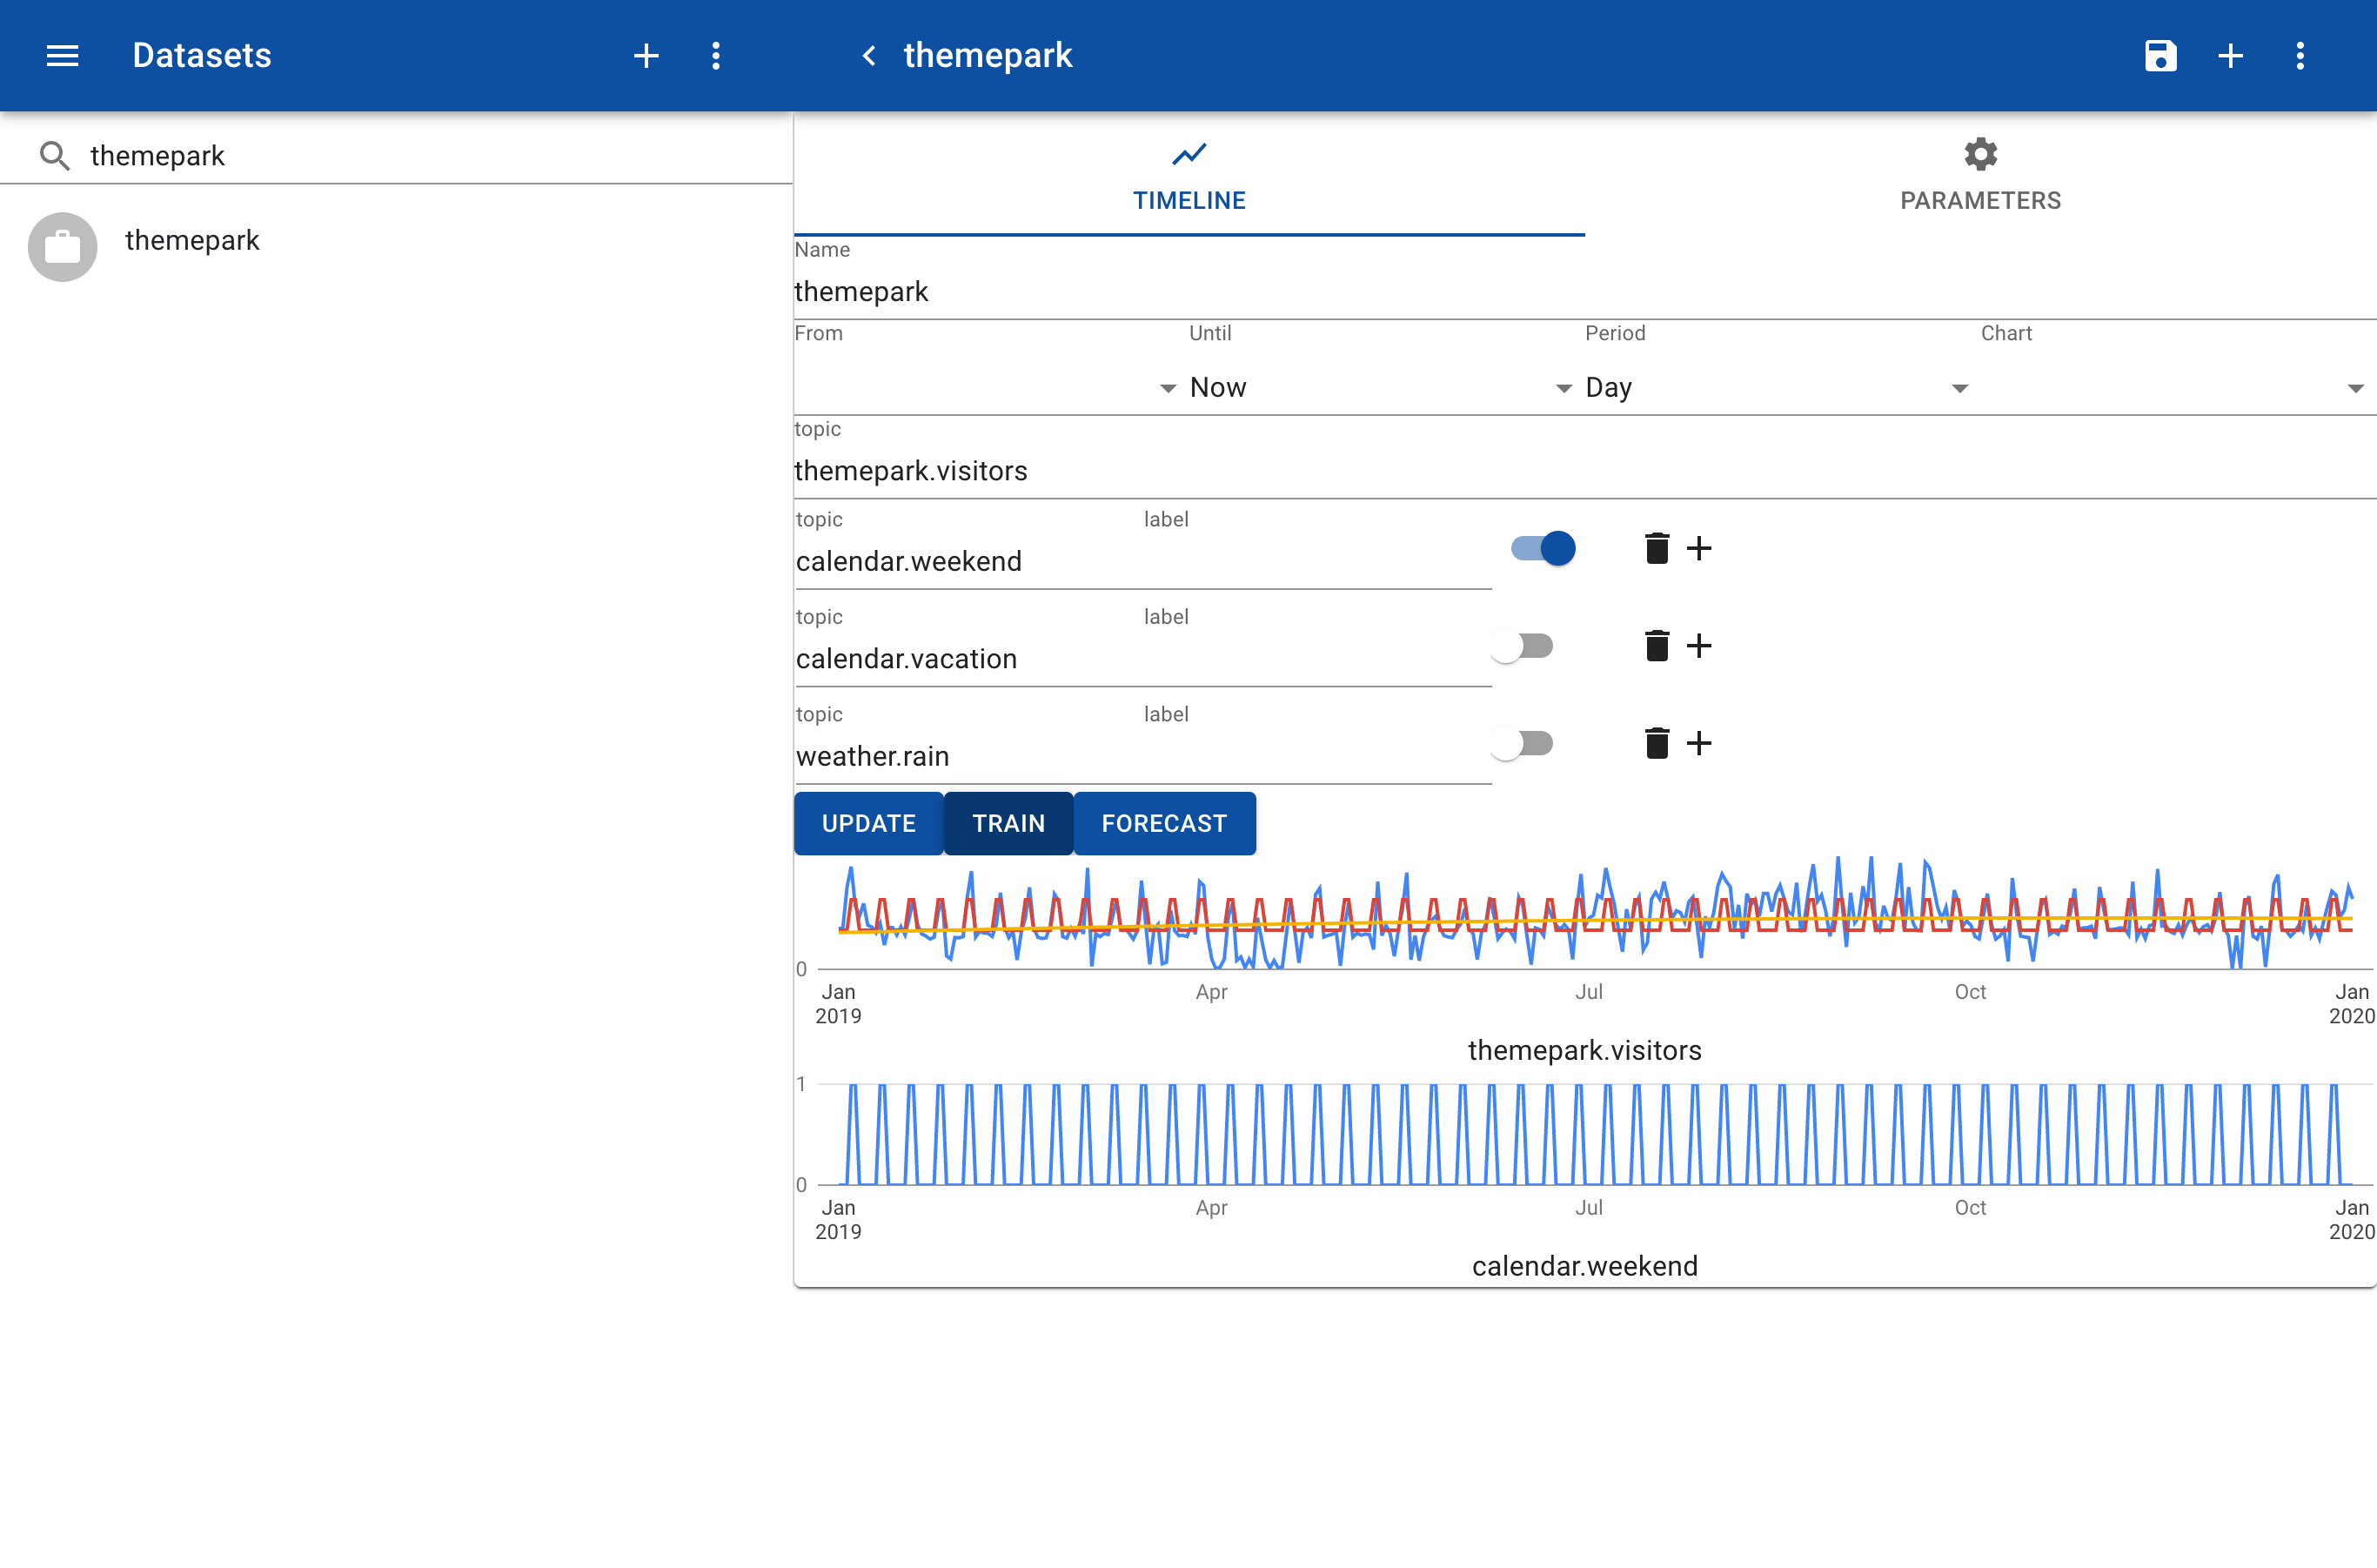 Datasets
themepark
themepark
themepark
TIMELINE
PARAMETERS
Name
themepark
From Until Period Chart
Now Day
topic
themepark.visitors
topic label
calendar.weekend
topic label
calendar.vacation
topic label
weather.rain
UPDATE TRAIN FORECAST
0
Jan Apr Jul Oct Jan
2019 2020
themepark.visitors
1
0
Jan Apr Jul Oct Jan
2019 2020
calendar.weekend